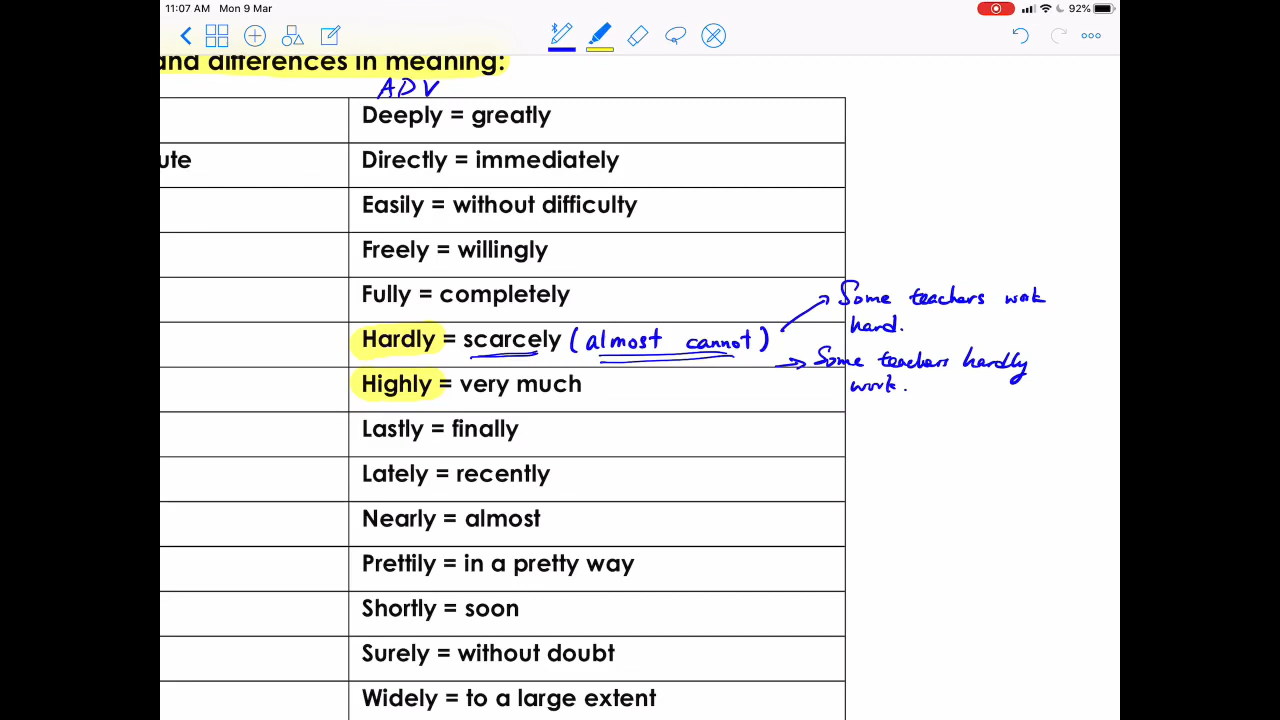 11:07 AM Mon 9 Mar 92%
and differences in meaning:
ADV
Deeply = greatly
ute Directly = immediately
Easily = without difficulty
Freely = willingly
Fully = completely
Some teachers work
hard.
Hardly = scarcely (almost cannot)
Some teachers hardly
work.
Highly = very much
Lastly = finally
Lately = recently
Nearly = almost
Prettily = in a pretty way
Shortly = soon
Surely = without doubt
Widely = to a large extent